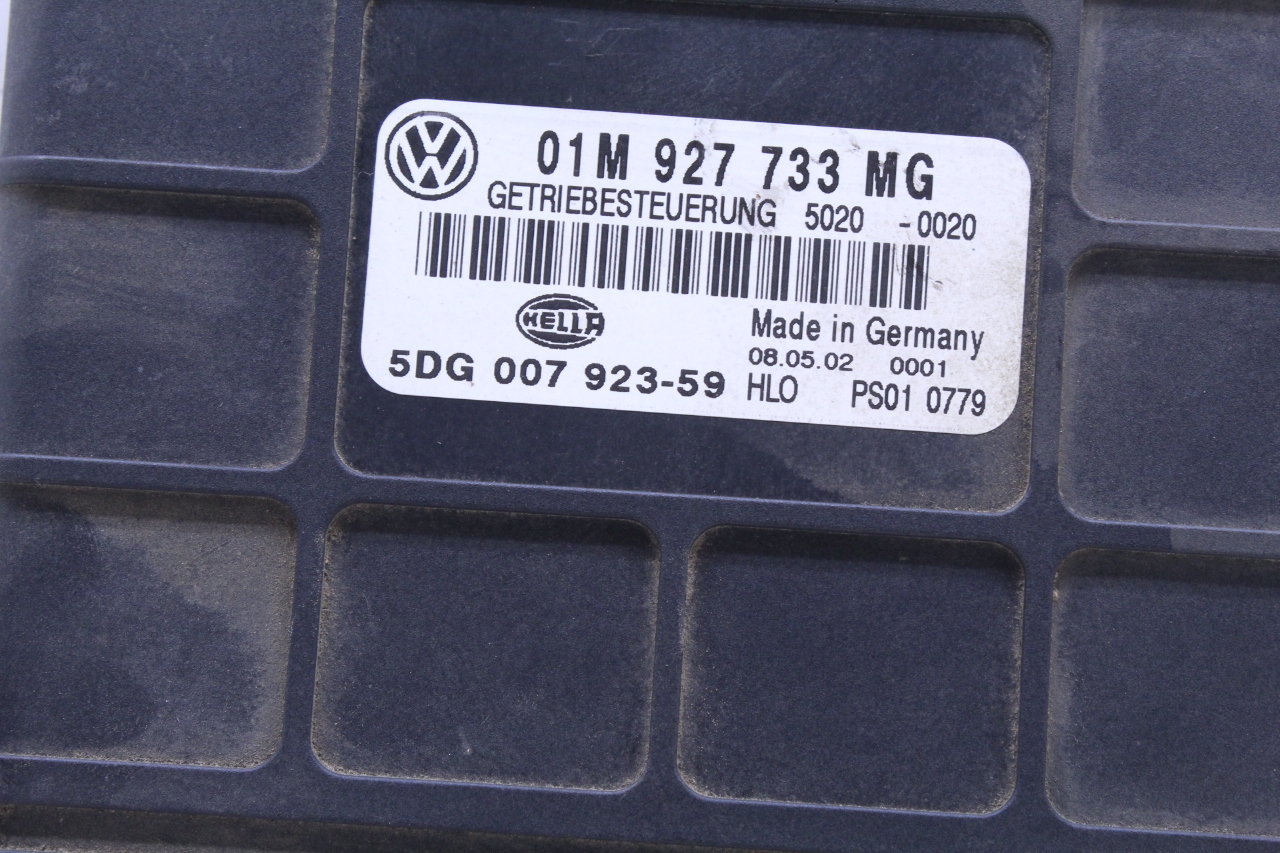 01M 927 733 MG
GETRIEBESTEUERUNG 5020 -0020
HELLA
Made in Germany
08.05.02 0001
5DG 007 923-59
HLO PS01 0779